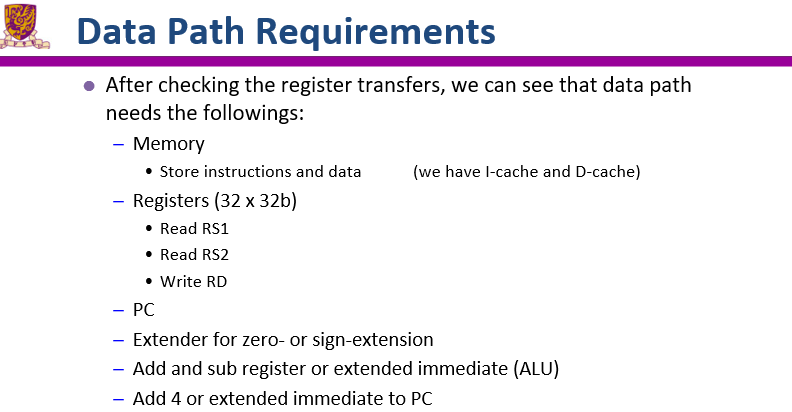 Data Path Requirements
● After checking the register transfers, we can see that data path
needs the followings:
– Memory
• Store instructions and data (we have I-cache and D-cache)
– Registers (32 x 32b)
• Read RS1
• Read RS2
• Write RD
– PC
– Extender for zero- or sign-extension
– Add and sub register or extended immediate (ALU)
– Add 4 or extended immediate to PC